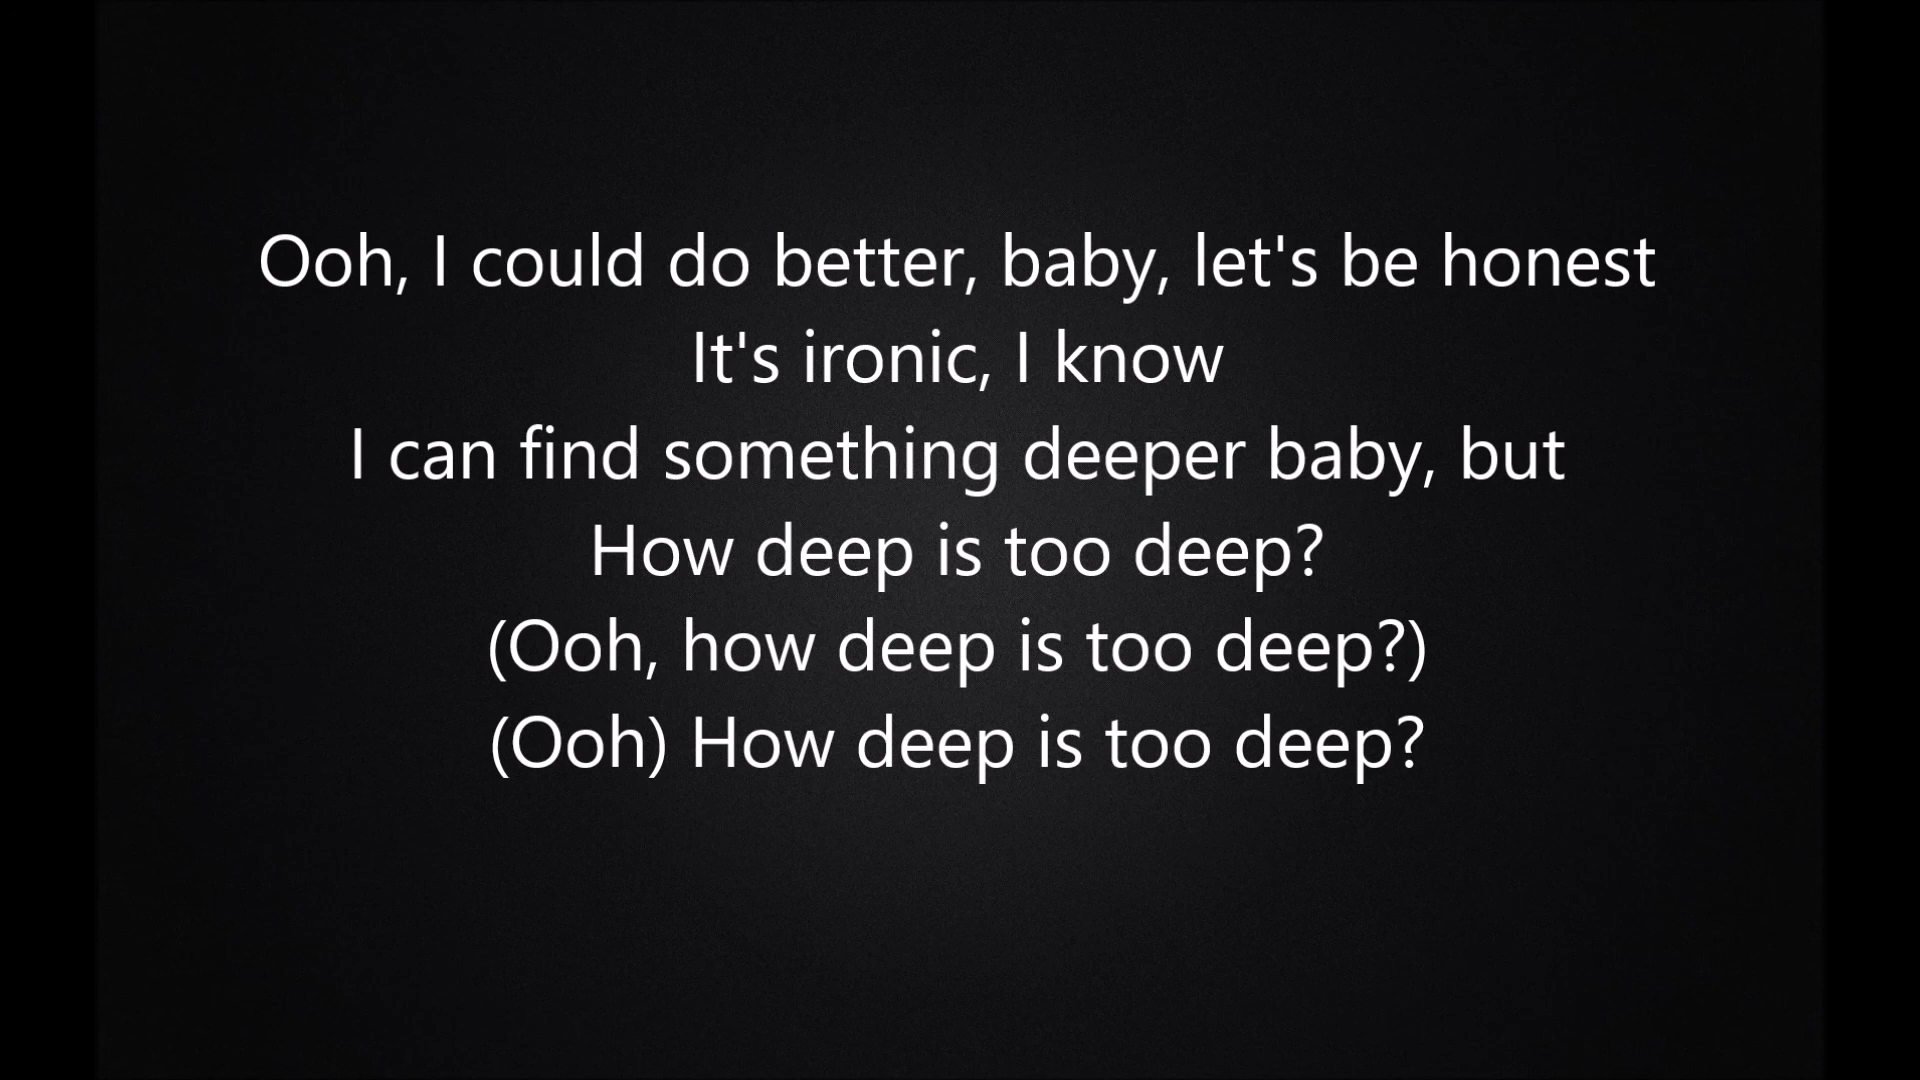 Ooh, I could do better, baby, let's be honest
It's ironic, I know
I can find something deeper baby, but
How deep is too deep?
(Ooh, how deep is too deep?)
(Ooh) How deep is too deep?